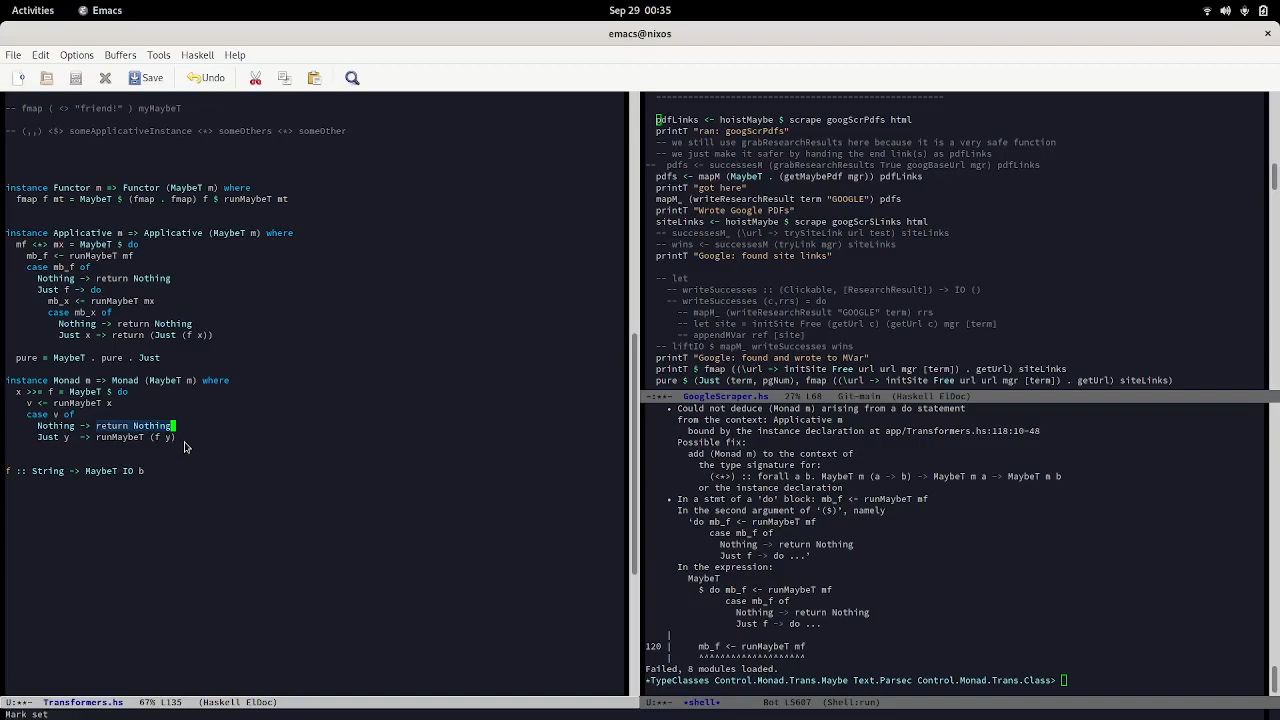 Activities
Emacs
Sep 29 00:35
emacs@nixos
×
File Edit Options Buffers Tools Haskell Help
Save
Undo
-- fmap ( <> "friend!" ) myMaybeT
-- (,,) <$> someApplicativeInstance <*> someOthers <*> someOther
instance Functor m => Functor (MaybeT m) where
fmap f mt = MaybeT $ (fmap . fmap) f $ runMaybeT mt
instance Applicative m => Applicative (MaybeT m) where
mf <*> mx = MaybeT $ do
mb_f <- runMaybeT mf
case mb_f of
Nothing -> return Nothing
Just f -> do
mb_x <- runMaybeT mx
case mb_x of
Nothing -> return Nothing
Just x -> return (Just (f x))
pure = MaybeT . pure . Just
instance Monad m => Monad (MaybeT m) where
x >>= f = MaybeT $ do
v <- runMaybeT x
case v of
Nothing -> return Nothing
Just y -> runMaybeT (f y)
f :: String -> MaybeT IO b
U:**- Transformers.hs 67% L135 (Haskell ElDoc)
Mark set
-------------------------------------------------------
pdfLinks <- hoistMaybe $ scrape googScrPdfs html
printT "ran: googScrPdfs"
-- we still use grabResearchResults here because it is a very safe function
-- we just make it safer by handing the end link(s) as pdfLinks
-- pdfs <- successesM (grabResearchResults True googBaseUrl mgr) pdfLinks
pdfs <- mapM (MaybeT . (getMaybePdf mgr)) pdfLinks
printT "got here"
mapM_ (writeResearchResult term "GOOGLE") pdfs
printT "Wrote Google PDFs"
siteLinks <- hoistMaybe $ scrape googScrSLinks html
-- successesM_ (\url -> trySiteLink url test) siteLinks
-- wins <- successesM (tryLink mgr) siteLinks
printT "Google: found site links"
-- let
-- writeSuccesses :: (Clickable, [ResearchResult]) -> IO ()
-- writeSuccesses (c,rrs) = do
-- mapM_ (writeResearchResult "GOOGLE" term) rrs
-- let site = initSite Free (getUrl c) (getUrl c) mgr [term]
-- appendMVar ref [site]
-- liftIO $ mapM_ writeSuccesses wins
printT "Google: found and wrote to MVar"
printT $ fmap ((\url -> initSite Free url url mgr [term]) . getUrl) siteLinks
pure $ (Just (term, pgNum), fmap ((\url -> initSite Free url url mgr [term]) . getUrl) siteLinks)
-:**- GoogleScraper.hs 27% L68 Git-main (Haskell ElDoc)
• Could not deduce (Monad m) arising from a do statement
from the context: Applicative m
bound by the instance declaration at app/Transformers.hs:118:10-48
Possible fix:
add (Monad m) to the context of
the type signature for:
(<*>) :: forall a b. MaybeT m (a -> b) -> MaybeT m a -> MaybeT m b
or the instance declaration
• In a stmt of a 'do' block: mb_f <- runMaybeT mf
In the second argument of ‘($)’, namely
‘do mb_f <- runMaybeT mf
case mb_f of
Nothing -> return Nothing
Just f -> do ...’
In the expression:
MaybeT
$ do mb_f <- runMaybeT mf
case mb_f of
Nothing -> return Nothing
Just f -> do ...
|
120 | mb_f <- runMaybeT mf
| ^^^^^^^^^^^^^^^^^^^^
Failed, 8 modules loaded.
*TypeClasses Control.Monad.Trans.Maybe Text.Parsec Control.Monad.Trans.Class>
U:**- *shell* Bot L5607 (Shell:run)